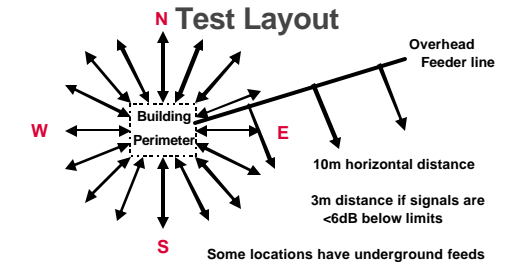 Test Layout
N
Overhead
Feeder line
Building
Perimeter
W
E
10m horizontal distance
3m distance if signals are
<6dB below limits
S
Some locations have underground feeds